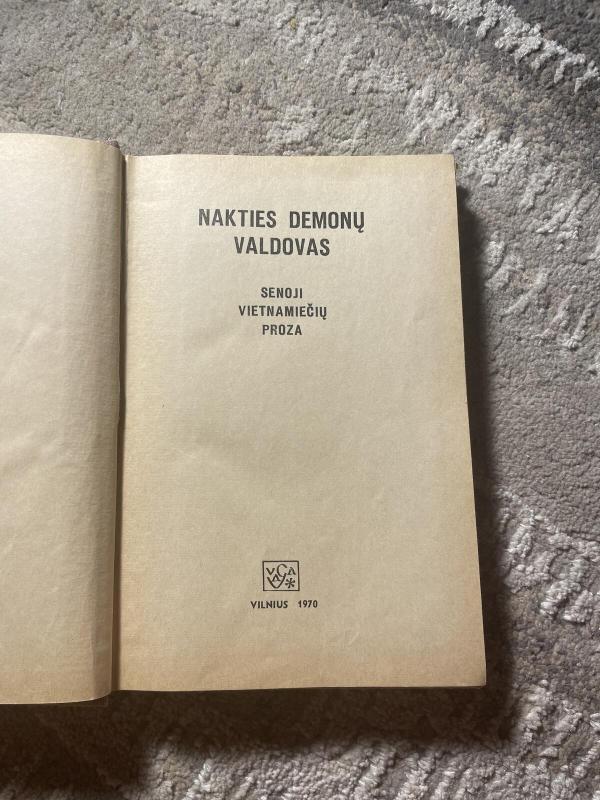 NAKTIES DEMONŲ
VALDOVAS
SENOJI
VIETNAMIEČIŲ
PROZA
VILNIUS 1970